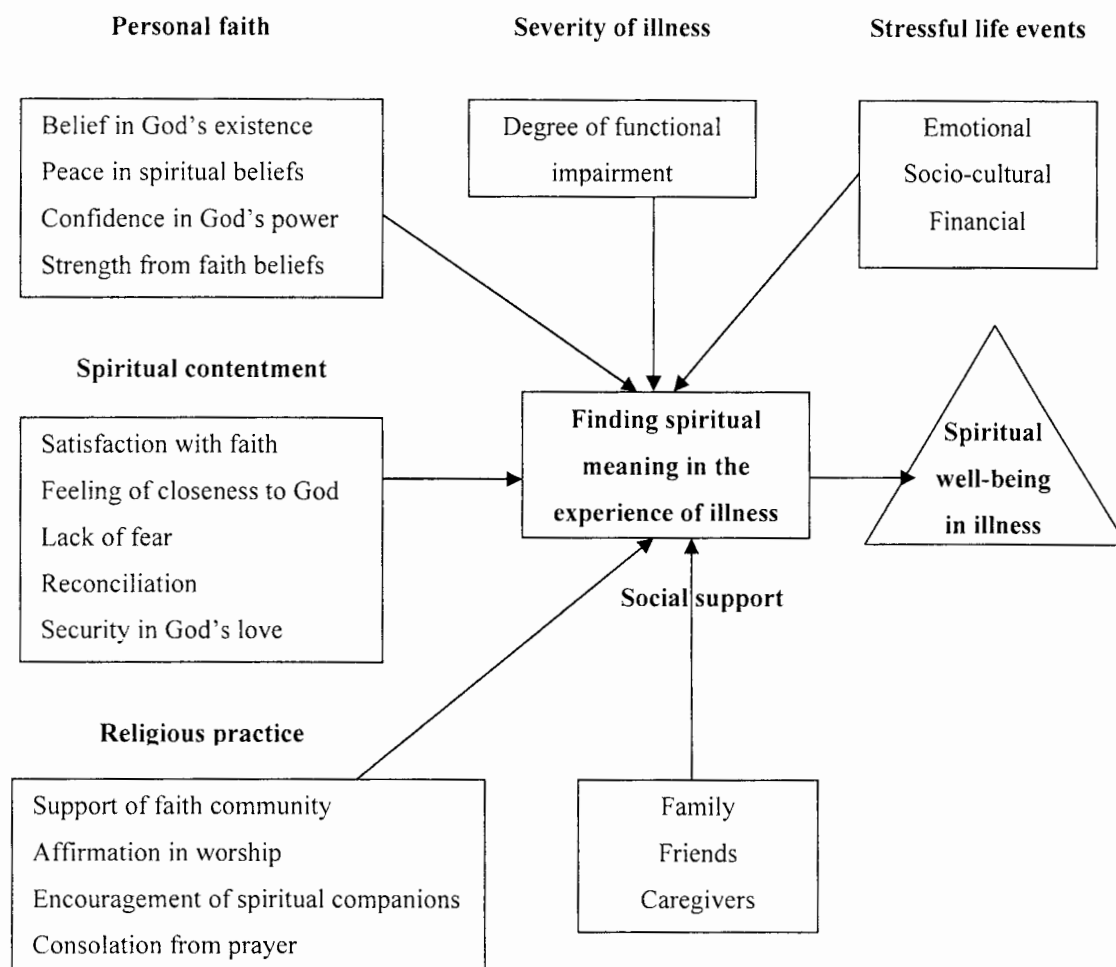 Personal faith
Severity of illness
Stressful life events
Belief in God's existence
Peace in spiritual beliefs
Confidence in God's power
Strength from faith beliefs
Degree of functional
impairment
Emotional
Socio-cultural
Financial
Spiritual contentment
Satisfaction with faith
Feeling of closeness to God
Lack of fear
Reconciliation
Security in God's love
Finding spiritual
meaning in the
experience of illness
Spiritual
well-being
in illness
Social support
Religious practice
Support of faith community
Affirmation in worship
Encouragement of spiritual companions
Consolation from prayer
Family
Friends
Caregivers